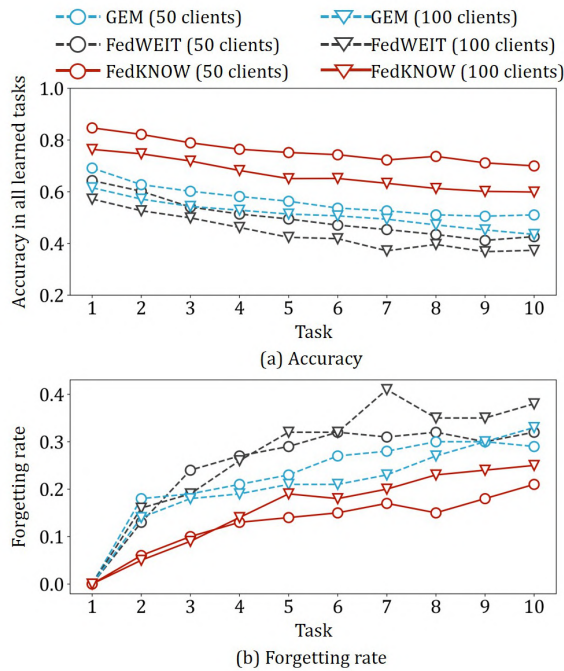 GEM (50 clients) GEM (100 clients)
FedWEIT (50 clients) FedWEIT (100 clients)
FedKNOW (50 clients) FedKNOW (100 clients)
Accuracy in all learned tasks
1.0
0.8
0.6
0.4
0.2
1 2 3 4 5 6 7 8 9 10
Task
(a) Accuracy
Forgetting rate
0.4
0.3
0.2
0.1
0.0
1 2 3 4 5 6 7 8 9 10
Task
(b) Forgetting rate